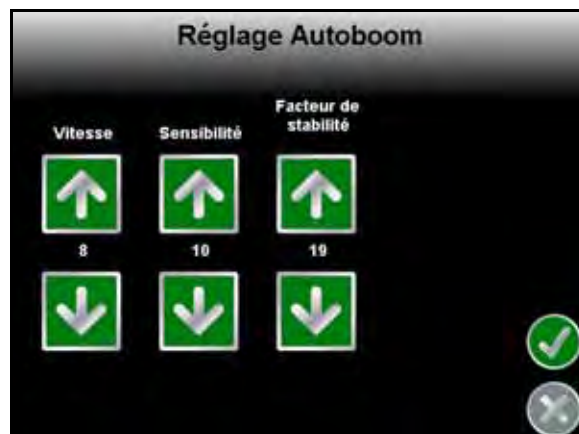 Réglage Autoboom
Vitesse
Sensibilité
Facteur de
stabilité
8
10
19